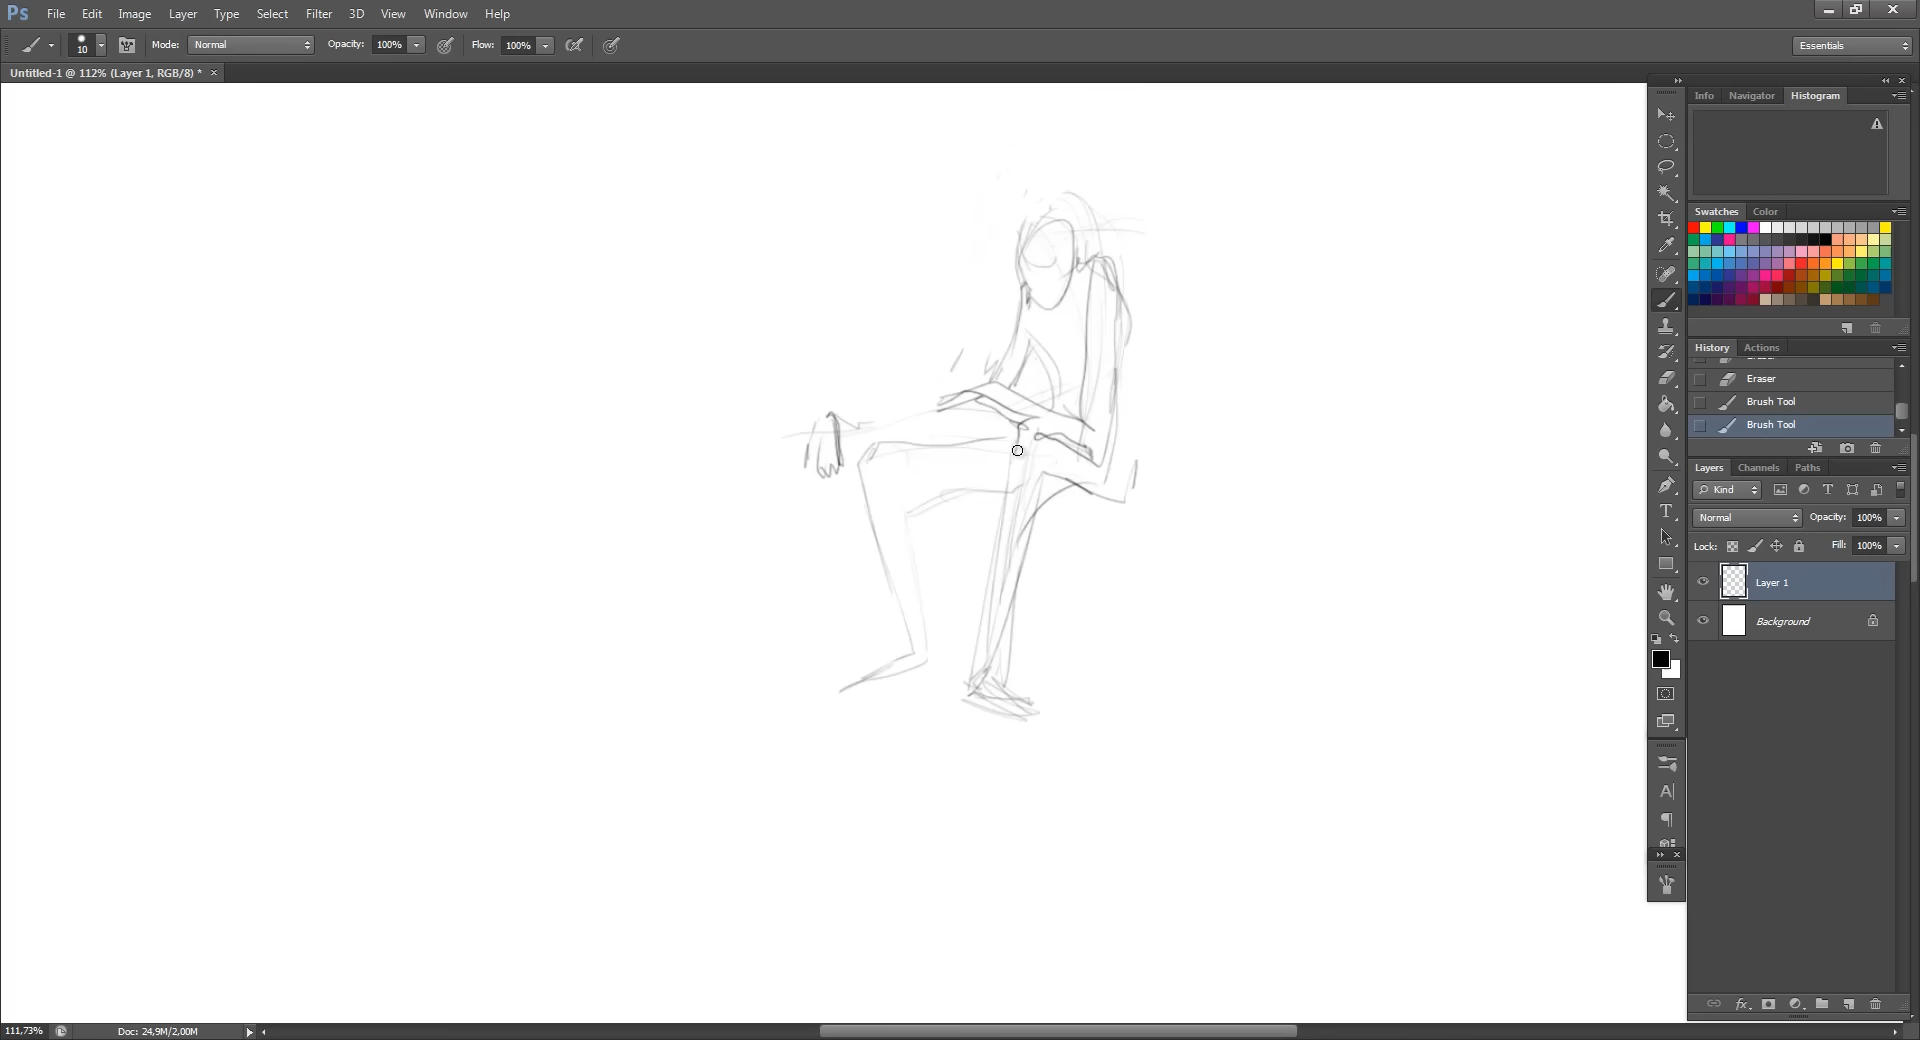 Ps File Edit Image Layer Type Select Filter 3D View Window Help
10 Mode: Normal Opacity: 100% Flow: 100% Essentials
Untitled-1 @ 112% (Layer 1, RGB/8) * ×
Info Navigator Histogram
Swatches Color
History Actions
Eraser
Eraser
Brush Tool
Brush Tool
Layers Channels Paths
Kind
Normal Opacity: 100%
Lock: Fill: 100%
Layer 1
Background
111,73% Doc: 24,9M/2,00M